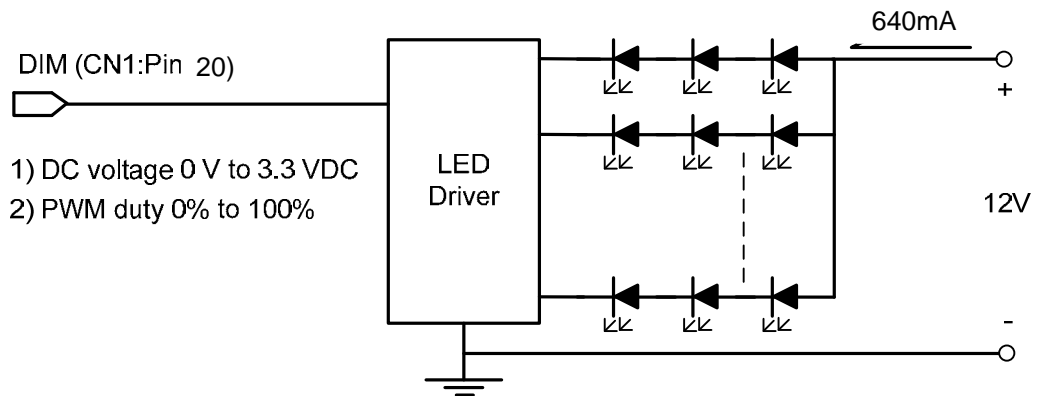 640mA
DIM (CN1:Pin 20)
+
1) DC voltage 0 V to 3.3 VDC
2) PWM duty 0% to 100%
LED
Driver
12V
-